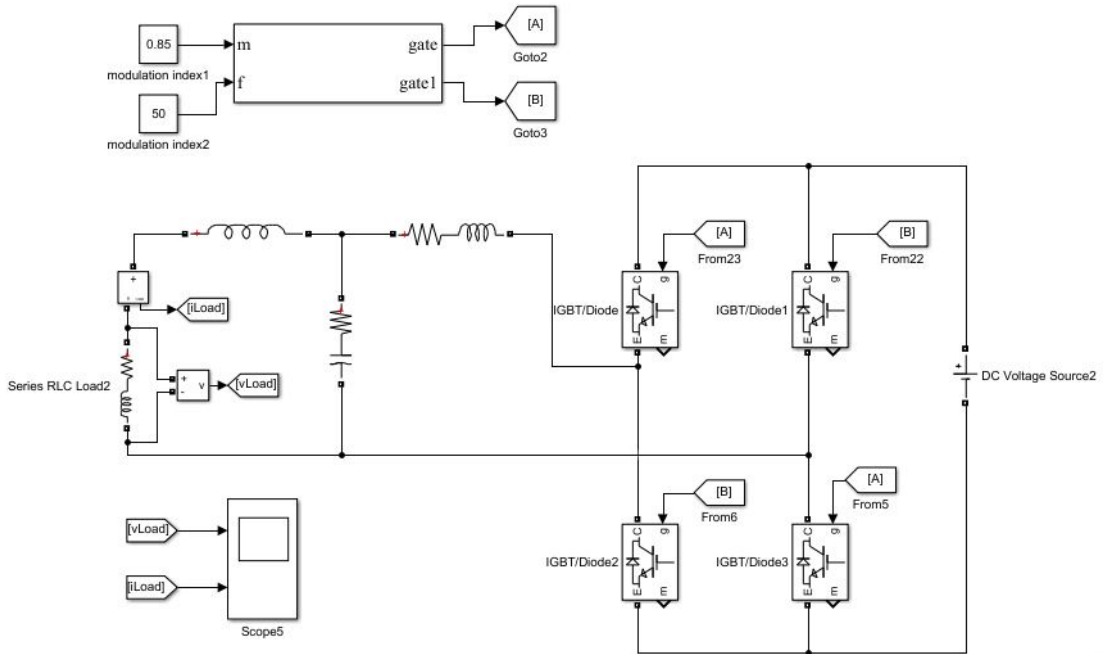 [A]
0.85
m
gate
Goto2
modulation index1
f
gate1
[B]
50
Goto3
modulation index2
[A]
[B]
From23
From22
+
+
+
+
C
g
C
g
[iLoad]
IGBT/Diode
IGBT/Diode1
E
m
E
m
+
+
+
Series RLC Load2
+
-
v
[vLoad]
+
DC Voltage Source2
[B]
[A]
From6
From5
[vLoad]
C
g
C
g
IGBT/Diode2
IGBT/Diode3
[iLoad]
E
m
E
m
Scope5